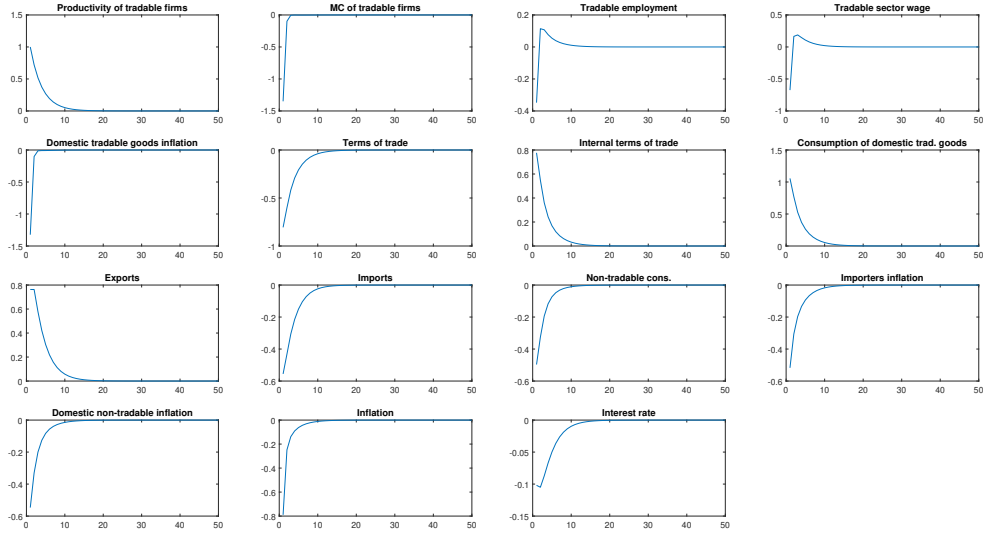 Productivity of tradable firms
1.5
1
0.5
0
0 10 20 30 40 50
MC of tradable firms
0
-0.5
-1
-1.5
0 10 20 30 40 50
Tradable employment
0.2
0
-0.2
-0.4
0 10 20 30 40 50
Tradable sector wage
0.5
0
-0.5
-1
0 10 20 30 40 50
Domestic tradable goods inflation
0
-0.5
-1
-1.5
0 10 20 30 40 50
Terms of trade
0
-0.5
-1
0 10 20 30 40 50
Internal terms of trade
0.8
0.6
0.4
0.2
0
0 10 20 30 40 50
Consumption of domestic trad. goods
1.5
1
0.5
0
0 10 20 30 40 50
Exports
0.8
0.6
0.4
0.2
0
0 10 20 30 40 50
Imports
0
-0.2
-0.4
-0.6
0 10 20 30 40 50
Non-tradable cons.
0
-0.2
-0.4
-0.6
0 10 20 30 40 50
Importers inflation
0
-0.2
-0.4
-0.6
0 10 20 30 40 50
Domestic non-tradable inflation
0
-0.2
-0.4
-0.6
0 10 20 30 40 50
Inflation
0
-0.2
-0.4
-0.6
-0.8
0 10 20 30 40 50
Interest rate
0
-0.05
-0.1
-0.15
0 10 20 30 40 50